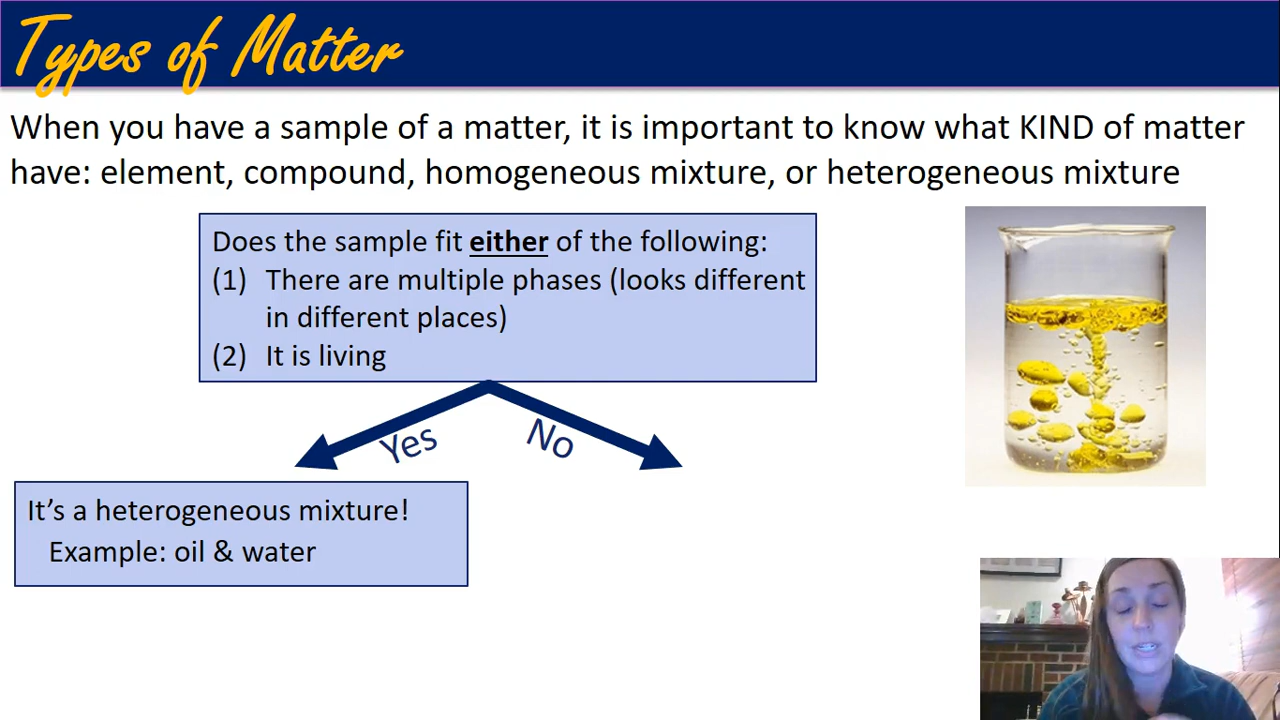 Types of Matter
When you have a sample of a matter, it is important to know what KIND of matter
have: element, compound, homogeneous mixture, or heterogeneous mixture
Does the sample fit either of the following:
(1) There are multiple phases (looks different
in different places)
(2) It is living
Yes
No
It's a heterogeneous mixture!
Example: oil & water